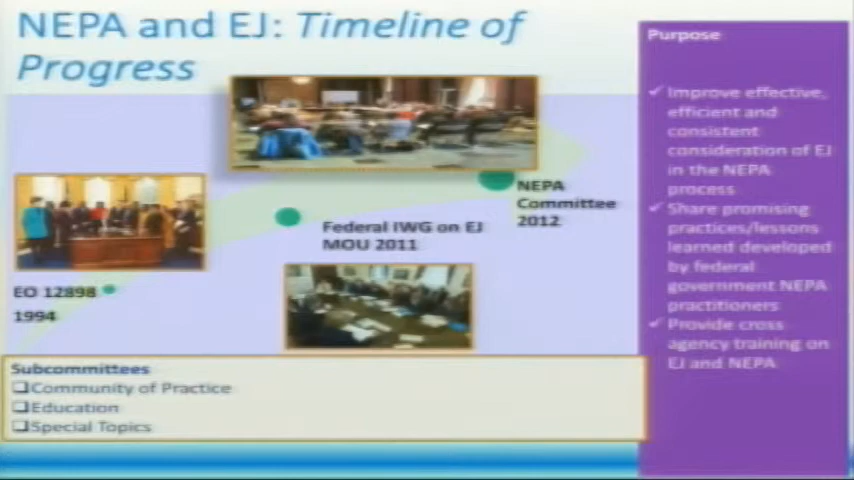 NEPA and EJ: Timeline of
Progress
EO 12898
1994
Federal IWG on EJ
MOU 2011
NEPA
Committee
2012
Subcommittees
❑Community of Practice
❑Education
❑Special Topics
Purpose
✓ Improve effective,
efficient and
consistent
consideration of EJ
in the NEPA
process
✓ Share promising
practices/lessons
learned developed
by federal
government NEPA
practitioners
✓ Provide cross
agency training on
EJ and NEPA